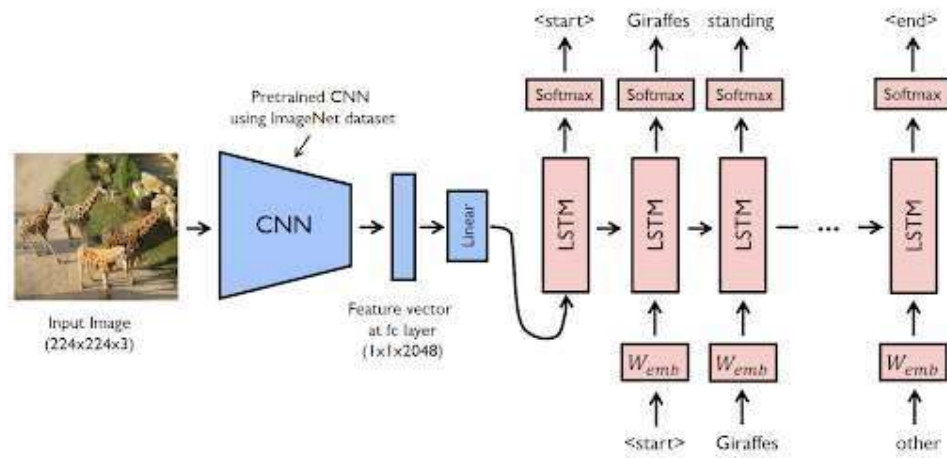 <start> Giraffes standing <end>
Softmax Softmax Softmax Softmax
Pretrained CNN
using ImageNet dataset
CNN
Linear
LSTM LSTM LSTM ... LSTM
Input Image
(224x224x3)
Feature vector
at fc layer
(1x1x2048)
W_emb W_emb W_emb
<start> Giraffes other